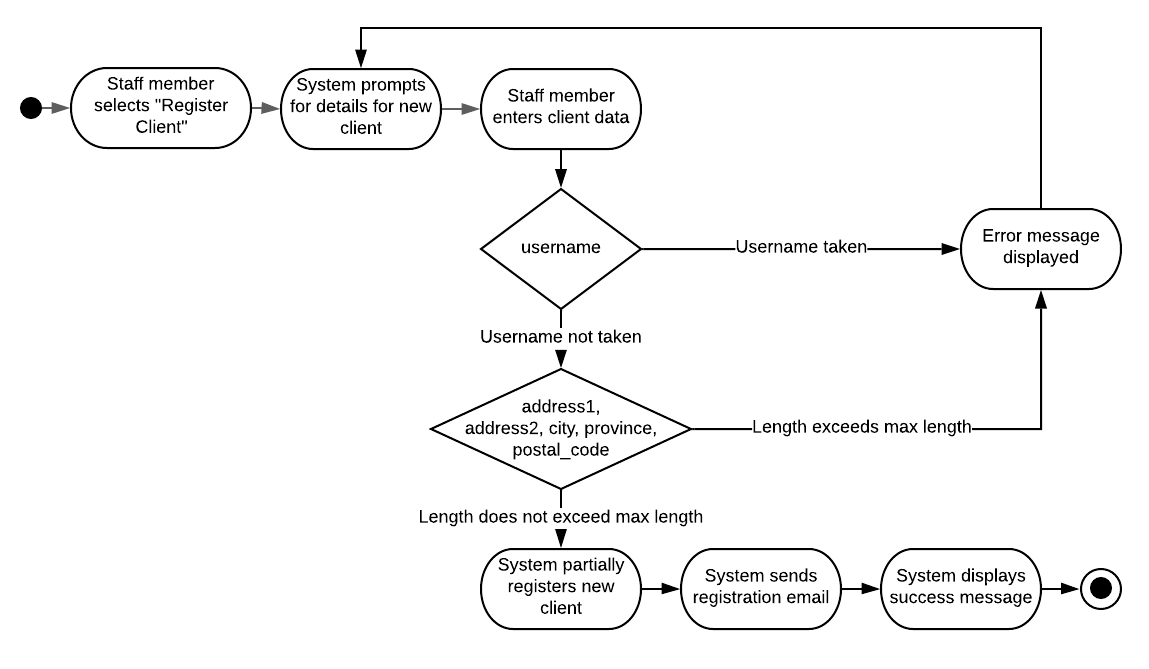 Staff member
selects "Register
Client"
System prompts
for details for new
client
Staff member
enters client data
username
Username taken
Error message
displayed
Username not taken
address1,
address2, city, province,
postal_code
Length exceeds max length
Length does not exceed max length
System partially
registers new
client
System sends
registration email
System displays
success message